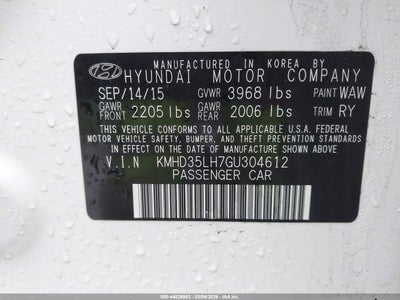 MANUFACTURED IN KOREA BY
HYUNDAI MOTOR COMPANY
SEP/14/15 GVWR 3968 lbs PAINT WAW
GAWR FRONT 2205 lbs GAWR REAR 2006 lbs TRIM RY
THIS VEHICLE CONFORMS TO ALL APPLICABLE U.S.A. FEDERAL
MOTOR VEHICLE SAFETY, BUMPER, AND THEFT PREVENTION
STANDARDS IN EFFECT ON THE DATE OF MANUFACTURE SHOWN ABOVE.
V.I.N KMHD35LH7GU304612
PASSENGER CAR